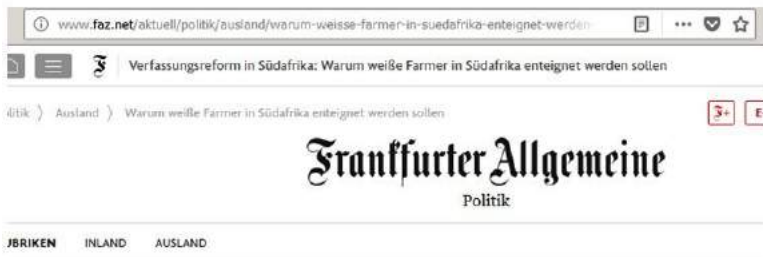 www.faz.net/aktuell/politik/ausland/warum-weisse-farmer-in-suedafrika-enteignet-werden-
Verfassungsreform in Südafrika: Warum weiße Farmer in Südafrika enteignet werden sollen
litik 〉 Ausland 〉 Warum weiße Farmer in Südafrika enteignet werden sollen
F+ E
Frankfurter Allgemeine
Politik
UBRIKEN INLAND AUSLAND